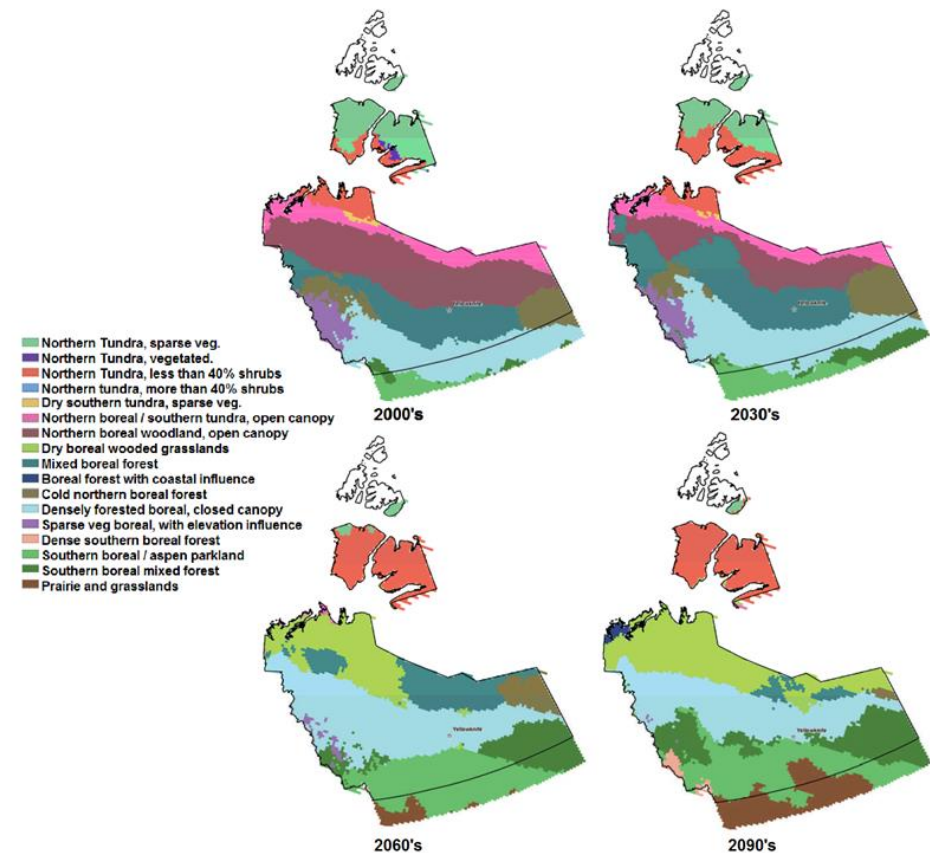 Yellowknife
Yellowknife
Northern Tundra, sparse veg.
Northern Tundra, vegetated.
Northern Tundra, less than 40% shrubs
Northern tundra, more than 40% shrubs
Dry southern tundra, sparse veg.
Northern boreal / southern tundra, open canopy
Northern boreal woodland, open canopy
Dry boreal wooded grasslands
Mixed boreal forest
Boreal forest with coastal influence
Cold northern boreal forest
Densely forested boreal, closed canopy
Sparse veg boreal, with elevation influence
Dense southern boreal forest
Southern boreal / aspen parkland
Southern boreal mixed forest
Prairie and grasslands
2000's
2030's
Yellowknife
Yellowknife
2060's
2090's